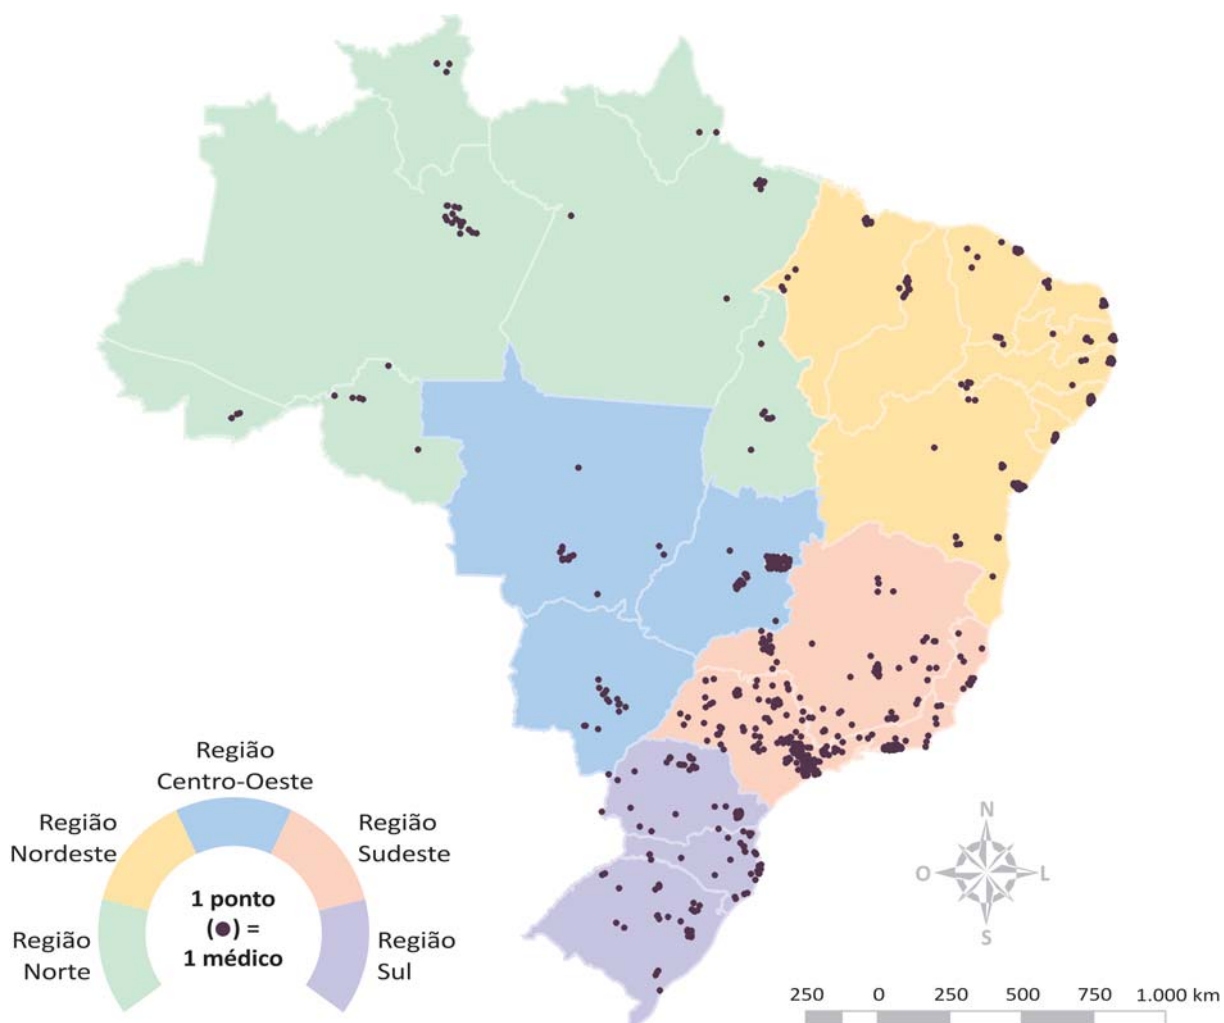 Região
Centro-Oeste
Região
Nordeste
Região
Sudeste
1 ponto
(●) =
1 médico
Região
Norte
Região
Sul
N
O
L
S
250 0 250 500 750 1.000 km